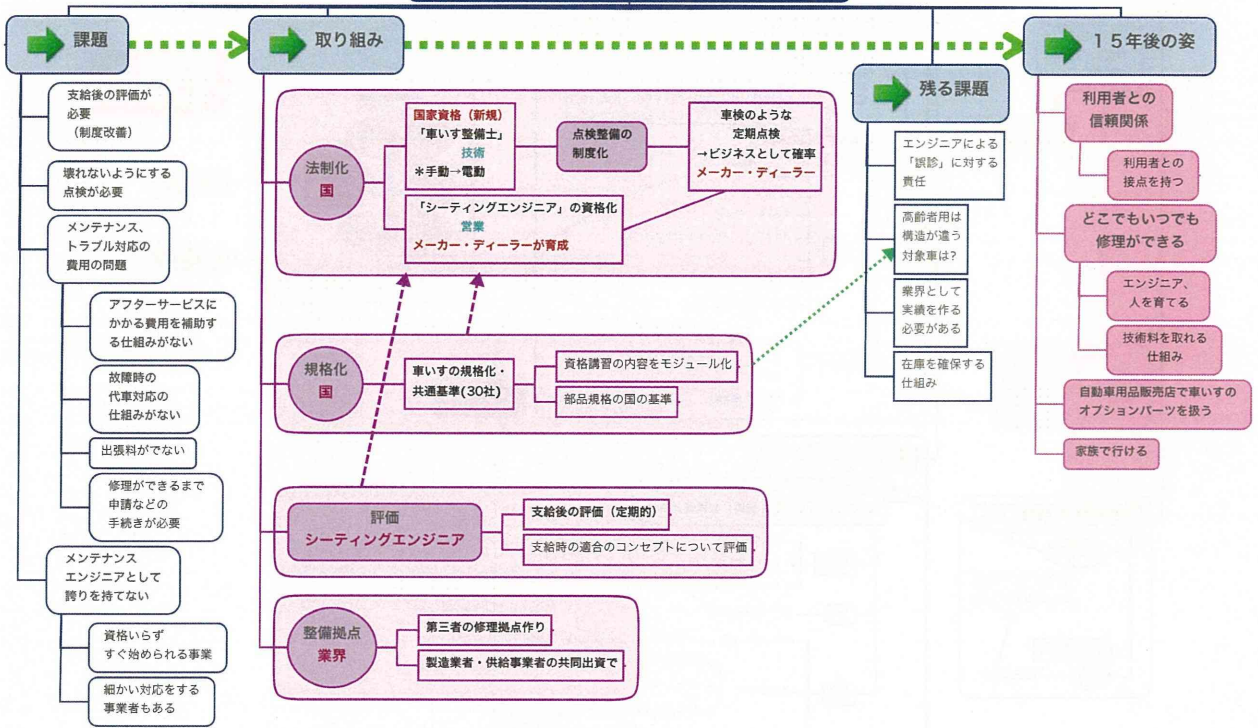 課題
支給後の評価が
必要
（制度改善）
壊れないようにする
点検が必要
メンテナンス、
トラブル対応の
費用の問題
アフターサービスに
かかる費用を補助す
る仕組みがない
故障時の
代車対応の
仕組みがない
出張料がでない
修理ができるまで
申請などの
手続きが必要
メンテナンス
エンジニアとして
誇りを持てない
資格いらず
すぐ始められる事業
細かい対応をする
事業者もある
取り組み
法制化
国
国家資格（新規）
「車いす整備士」
技術
＊手動→電動
点検整備の
制度化
車検のような
定期点検
→ビジネスとして確率
メーカー・ディーラー
「シーティングエンジニア」の資格化
営業
メーカー・ディーラーが育成
規格化
国
車いすの規格化・
共通基準(30社)
資格講習の内容をモジュール化
部品規格の国の基準
評価
シーティングエンジニア
支給後の評価（定期的）
支給時の適合のコンセプトについて評価
整備拠点
業界
第三者の修理拠点作り
製造業者・供給事業者の共同出資で
残る課題
エンジニアによる
「誤診」に対する
責任
高齢者用は
構造が違う
対象車は?
業界として
実績を作る
必要がある
在庫を確保する
仕組み
１５年後の姿
利用者との
信頼関係
利用者との
接点を持つ
どこでもいつでも
修理ができる
エンジニア、
人を育てる
技術料を取れる
仕組み
自動車用品販売店で車いすの
オプションパーツを扱う
家族で行ける